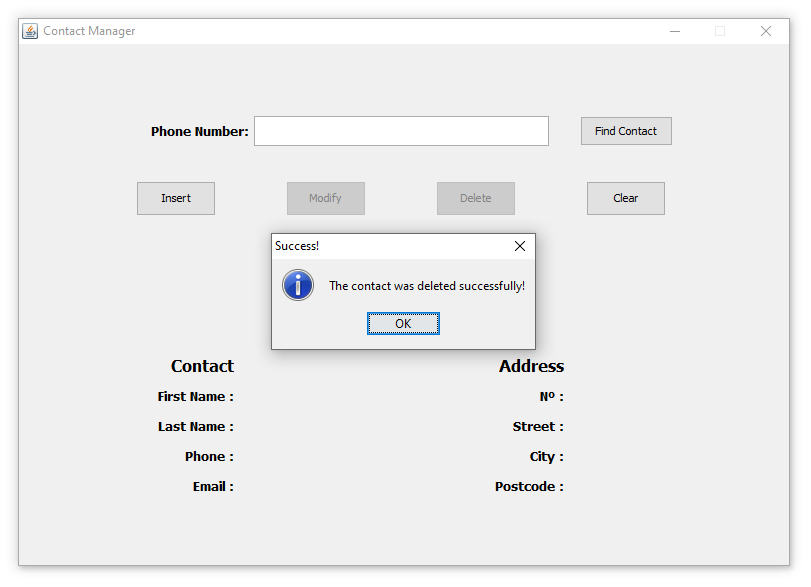 Contact Manager
Phone Number:
Find Contact
Insert
Modify
Delete
Clear
Success!
The contact was deleted successfully!
OK
Contact
Address
First Name :
Nº :
Last Name :
Street :
Phone :
City :
Email :
Postcode :